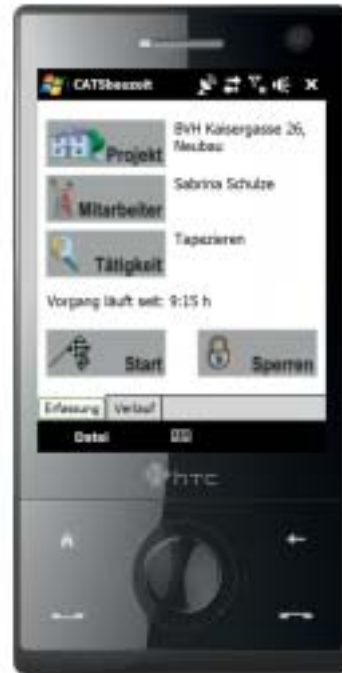 CATSbauzeit
Projekt
BVH Kaisergasse 26,
Neubau
Mitarbeiter
Sabrina Schulze
Tätigkeit
Tapezieren
Vorgang läuft seit: 9:15 h
Start
Sperren
Erfassung Verlauf
Datei
hTC